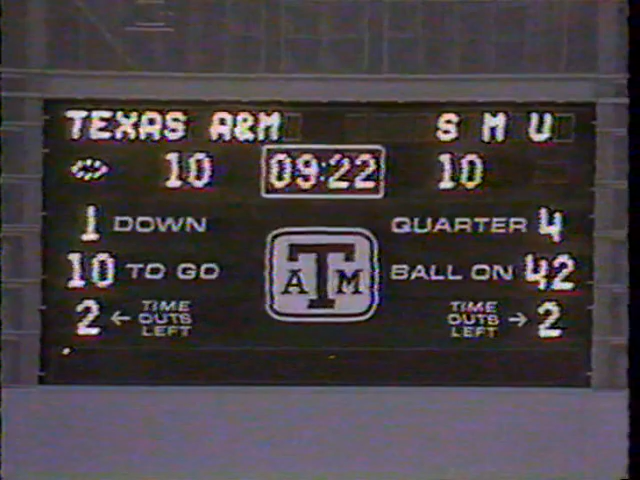 TEXAS A&M S M U
10 09:22 10
1 DOWN QUARTER 4
10 TO GO ATM BALL ON 42
2 ← TIME OUTS LEFT TIME OUTS LEFT → 2